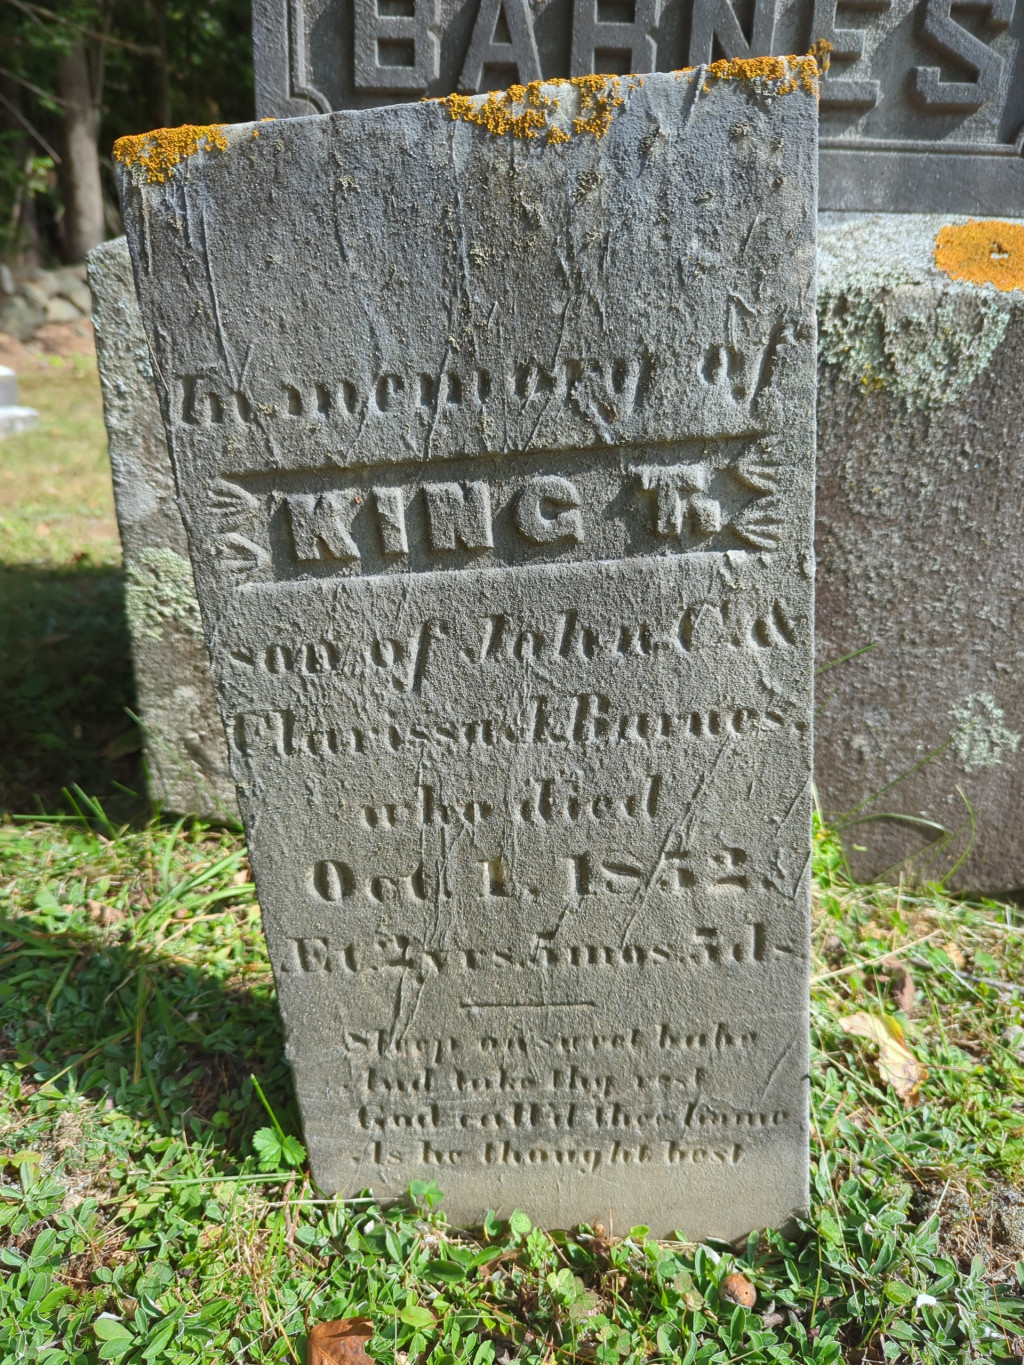 BARNES
In memory of
KING T.
son of John C. &
Clarissa k Barnes.
who died
Oct. 1, 1852.
Æt. 2 yrs. 5 mos. 5 ds
Sleep on sweet babe
And take thy rest
God call'd thee home
As he thought best